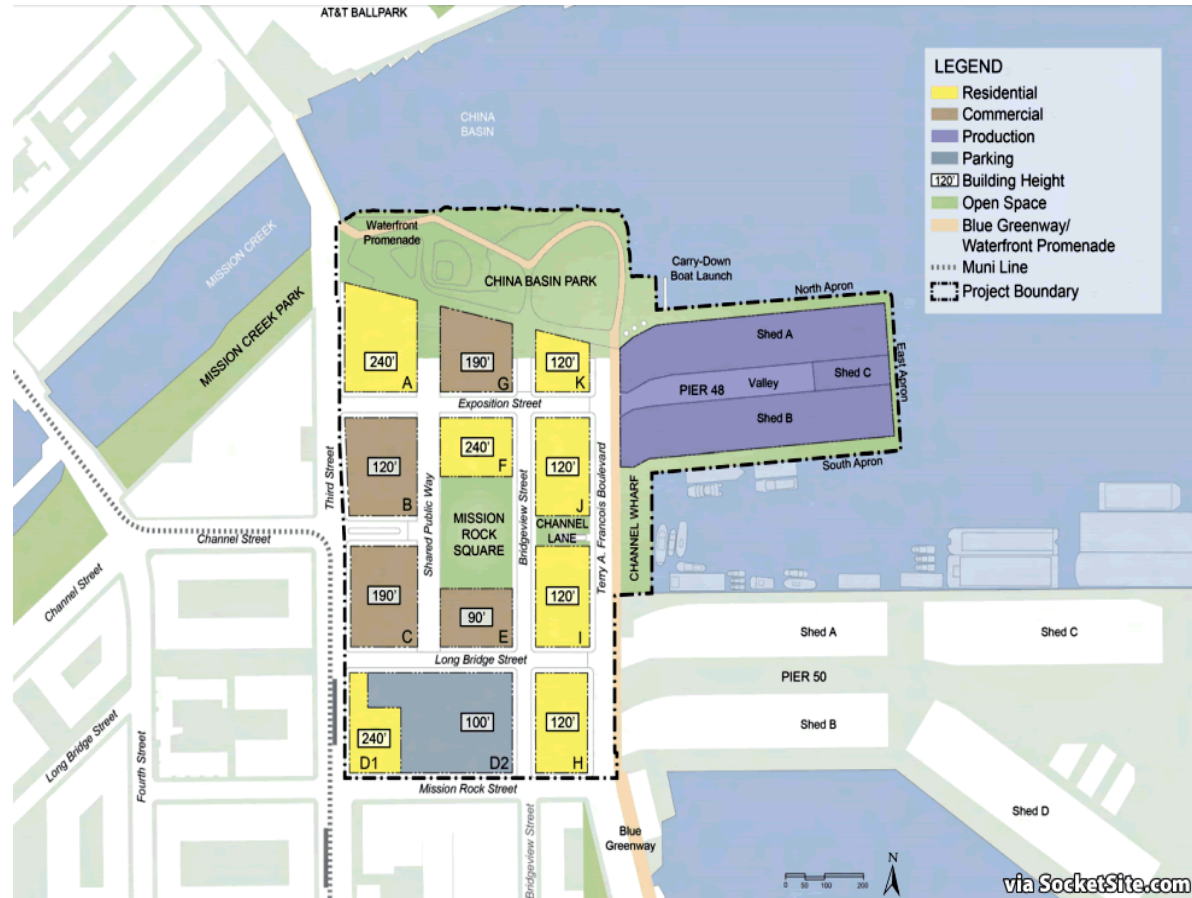 AT&T BALLPARK
LEGEND
Residential
Commercial
Production
Parking
120' Building Height
Open Space
Blue Greenway/
Waterfront Promenade
Muni Line
Project Boundary
CHINA
BASIN
MISSION CREEK
MISSION CREEK PARK
Waterfront
Promenade
CHINA BASIN PARK
Carry-Down
Boat Launch
North Apron
East Apron
South Apron
Shed A
PIER 48
Valley
Shed C
Shed B
240'
A
190'
G
120'
K
Exposition Street
Third Street
120'
B
240'
F
120'
J
Shared Public Way
MISSION
ROCK
SQUARE
Bridgeview Street
CHANNEL
LANE
Terry A. Francois Boulevard
CHANNEL WHARF
Channel Street
Channel Street
190'
C
90'
E
120'
I
Long Bridge Street
240'
D1
100'
D2
120'
H
Mission Rock Street
Long Bridge Street
Fourth Street
Bridgeview Street
Blue
Greenway
Shed A
Shed C
PIER 50
Shed B
Shed D
0 50 100 200
N
via SocketSite.com